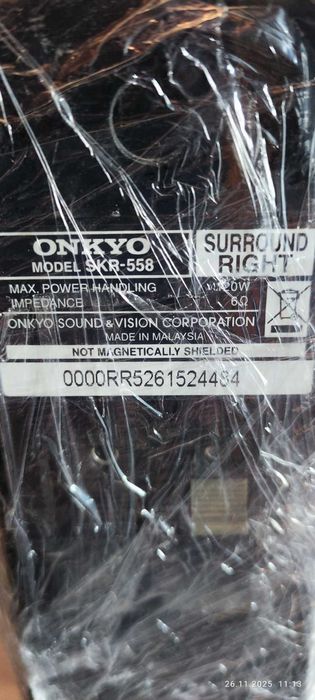 ONKYO
MODEL SKR-558
SURROUND
RIGHT
MAX. POWER HANDLING 120W
IMPEDANCE 6Ω
ONKYO SOUND & VISION CORPORATION
MADE IN MALAYSIA
NOT MAGNETICALLY SHIELDED
0000RR5261524484
26.11.2025 11:13